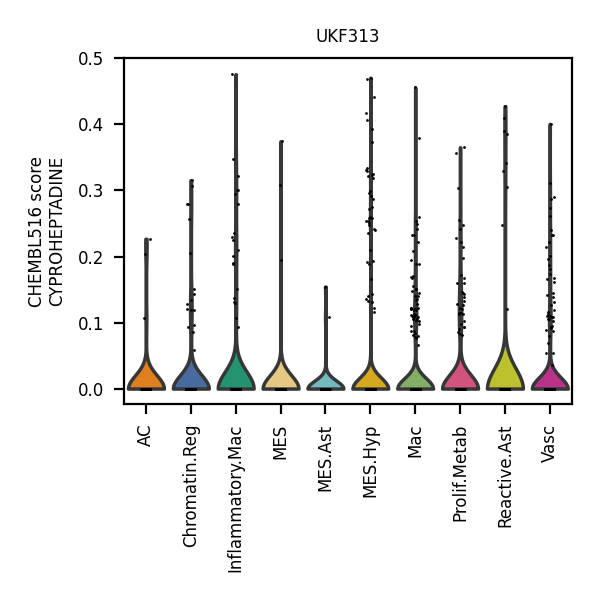 UKF313
CHEMBL516 score
CYPROHEPTADINE
0.5
0.4
0.3
0.2
0.1
0.0
AC
Chromatin.Reg
Inflammatory.Mac
MES
MES.Ast
MES.Hyp
Mac
Prolif.Metab
Reactive.Ast
Vasc